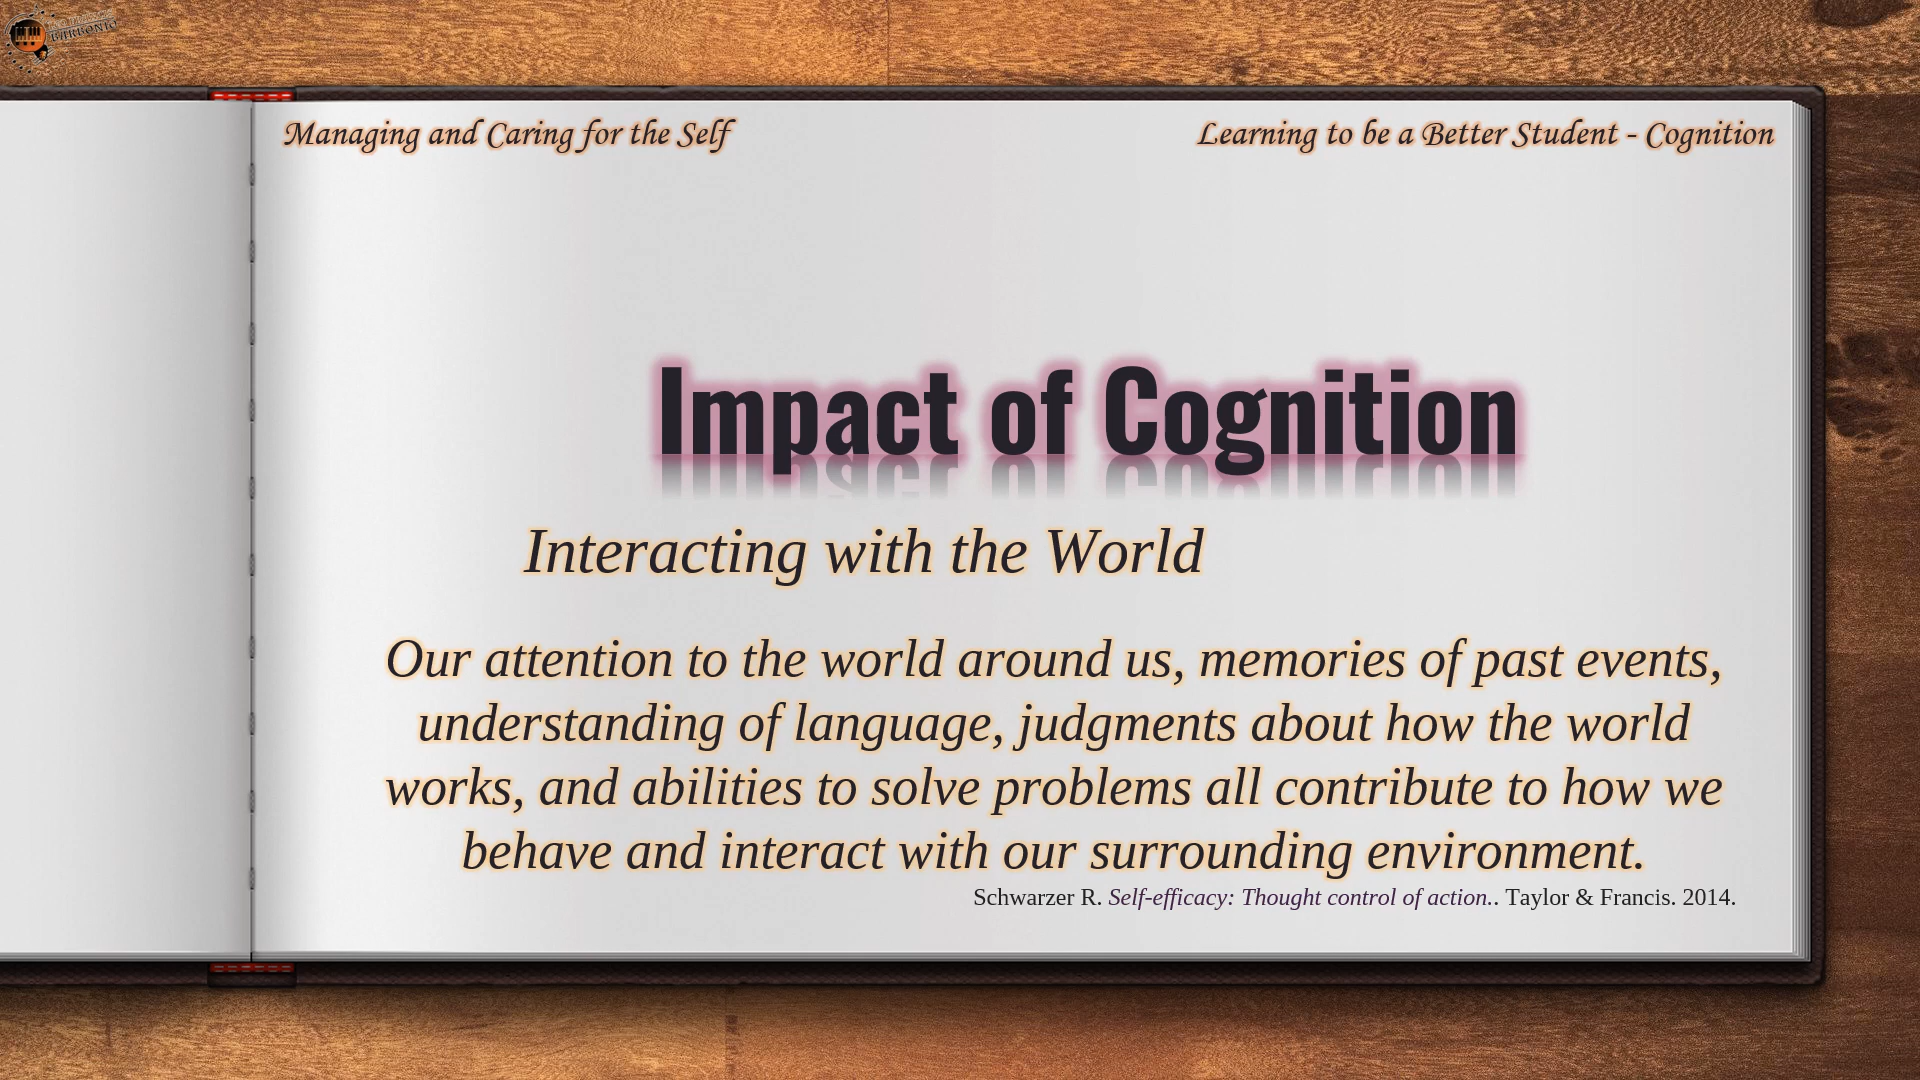 BARBONIO
Managing and Caring for the Self
Learning to be a Better Student - Cognition
Impact of Cognition
Interacting with the World
Our attention to the world around us, memories of past events,
understanding of language, judgments about how the world
works, and abilities to solve problems all contribute to how we
behave and interact with our surrounding environment.
Schwarzer R. Self-efficacy: Thought control of action.. Taylor & Francis. 2014.